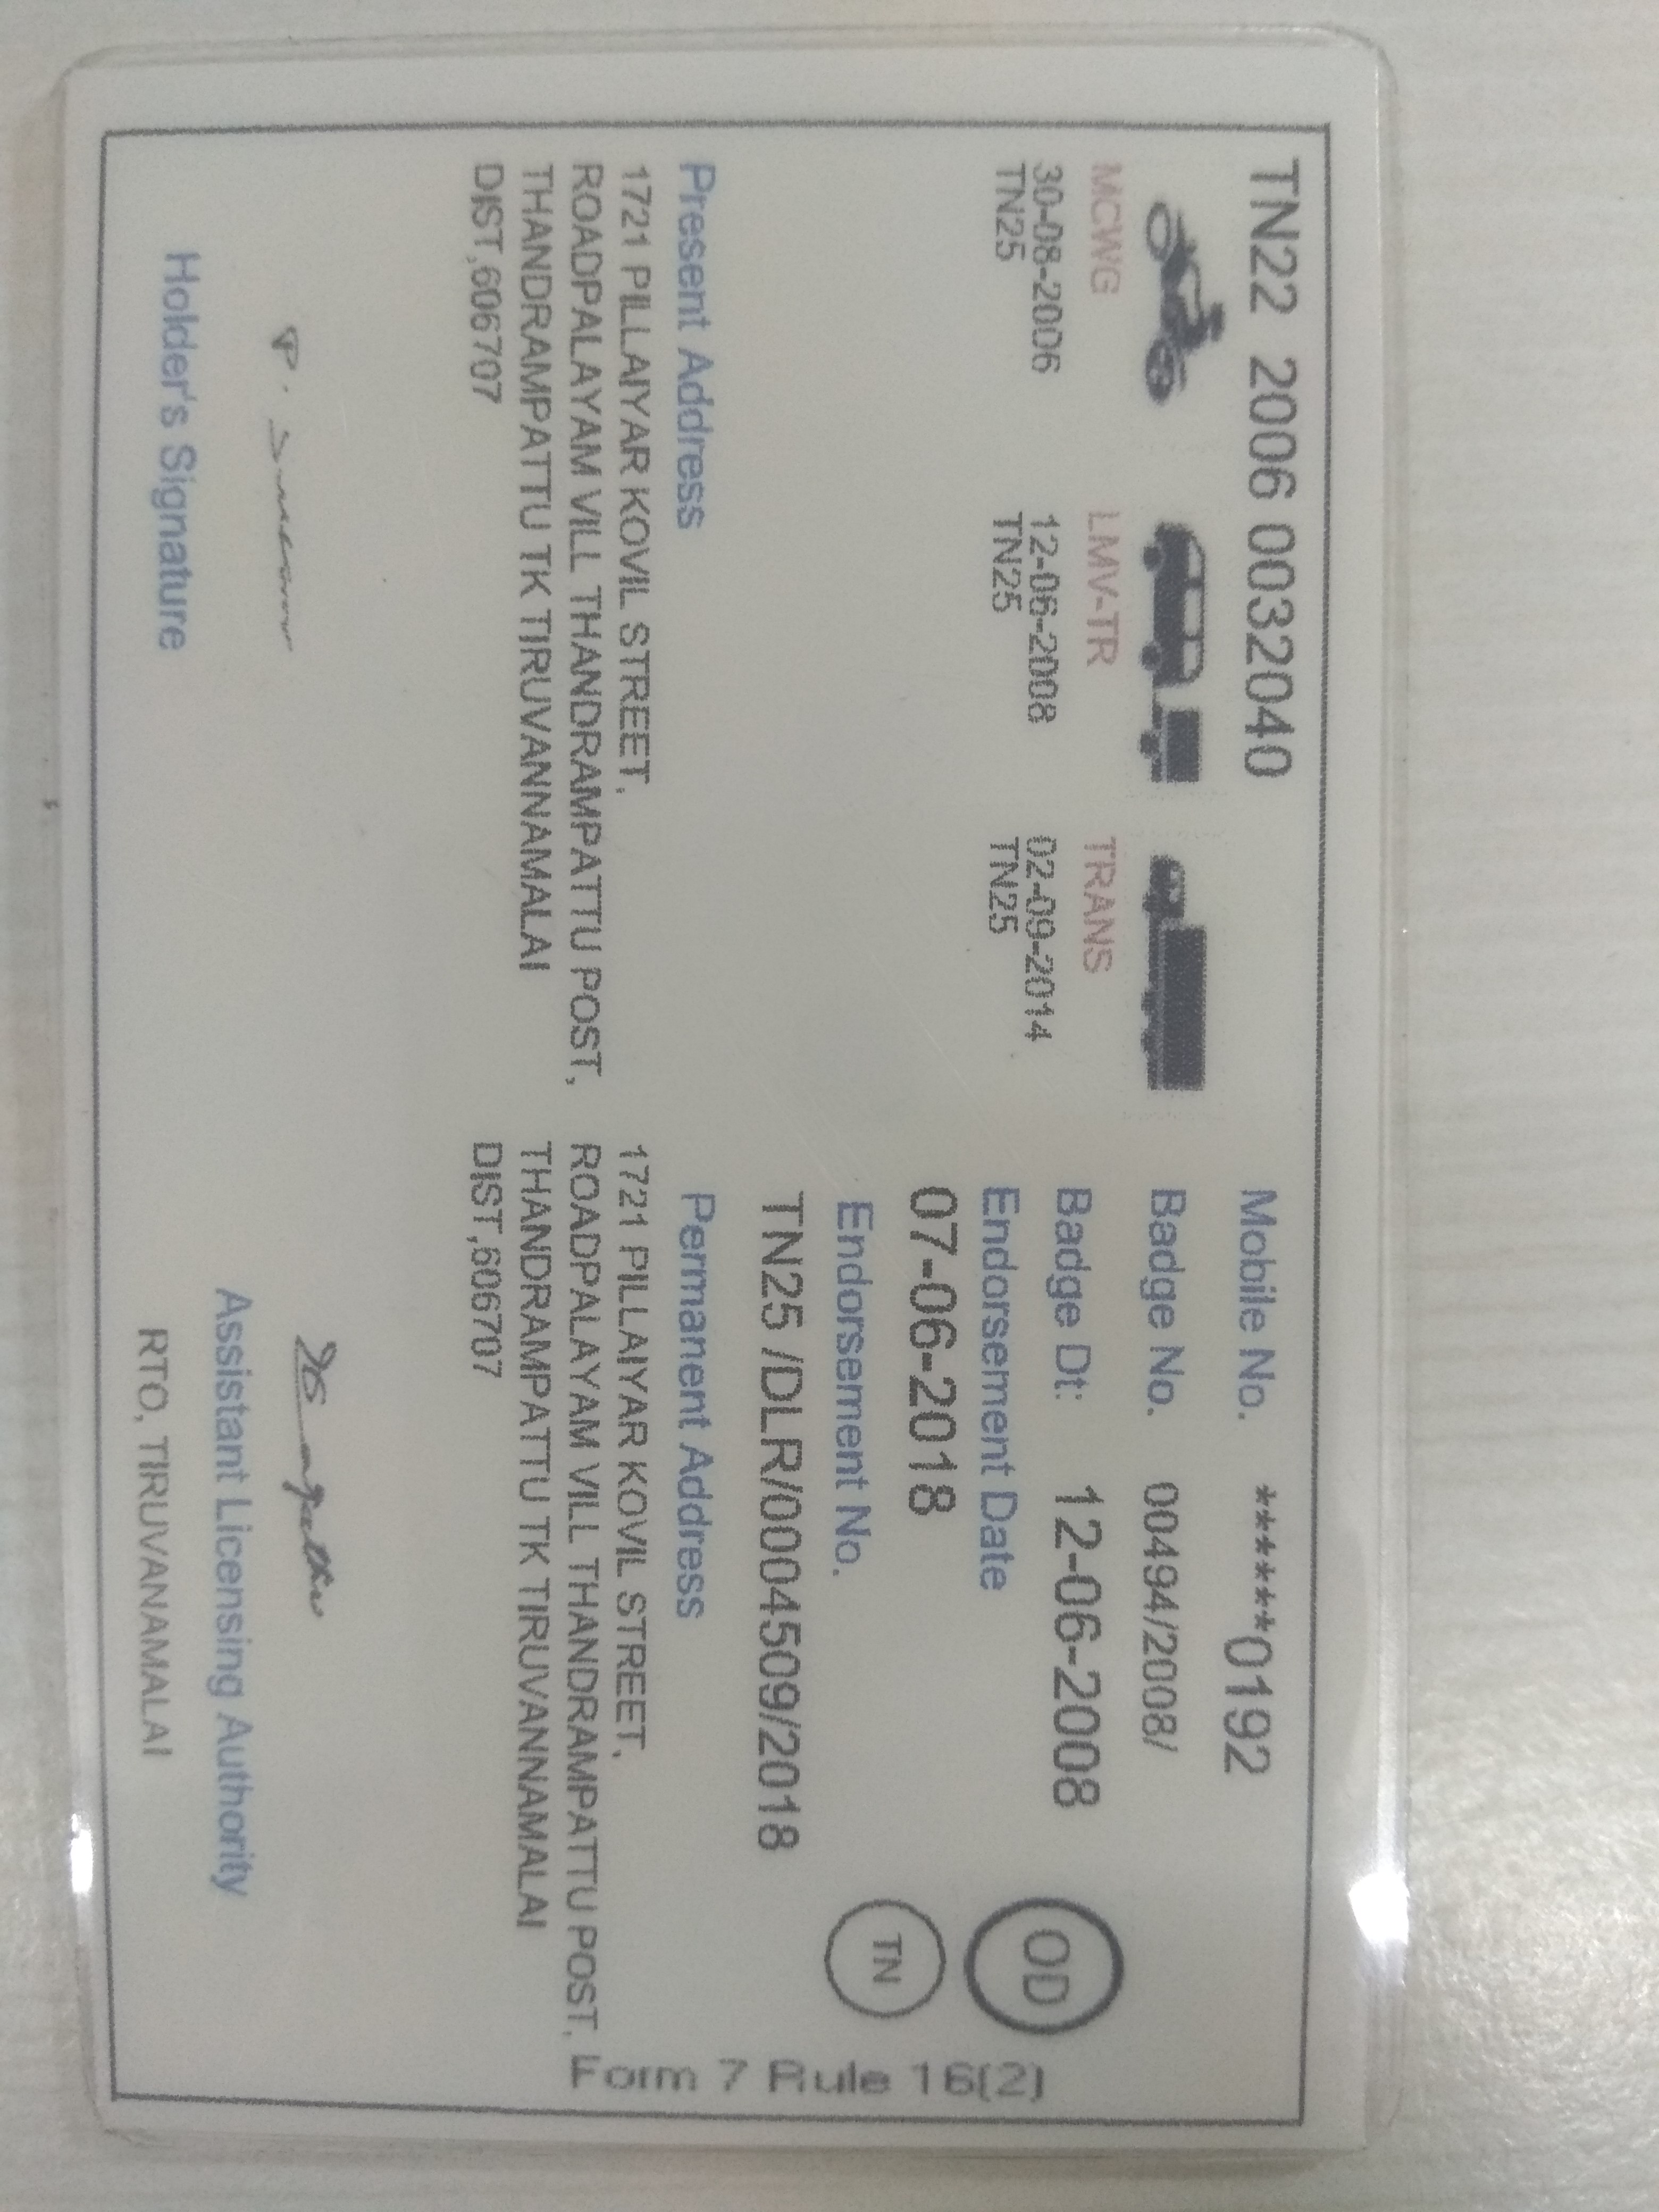 TN22 2006 0032040
MCWG
30-08-2006
TN25
LMV-TR
12-06-2008
TN25
TRANS
02-09-2014
TN25
Mobile No. ******0192
Badge No. 00494/2008/
Badge Dt: 12-06-2008
Endorsement Date
07-06-2018
Endorsement No.
TN25 /DLR/0004509/2018
OD
TN
Form 7 Rule 16(2)
Present Address
1721 PILLAIYAR KOVIL STREET,
ROADPALAYAM VILL THANDRAMPATTU POST,
THANDRAMPATTU TK TIRUVANNAMALAI
DIST,606707
Permanent Address
1721 PILLAIYAR KOVIL STREET,
ROADPALAYAM VILL THANDRAMPATTU POST,
THANDRAMPATTU TK TIRUVANNAMALAI
DIST,606707
Holder's Signature
Assistant Licensing Authority
RTO, TIRUVANAMALAI